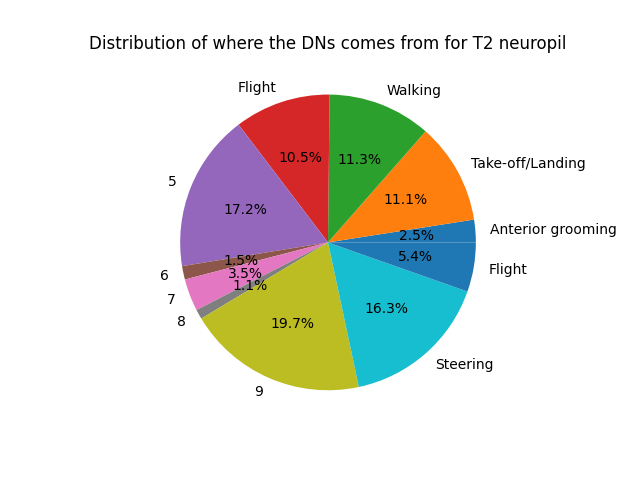 Distribution of where the DNs comes from for T2 neuropil
Flight
Walking
Take-off/Landing
Anterior grooming
Flight
Steering
5
6
7
8
9
10.5%
11.3%
11.1%
2.5%
5.4%
16.3%
17.2%
1.5%
3.5%
1.1%
19.7%